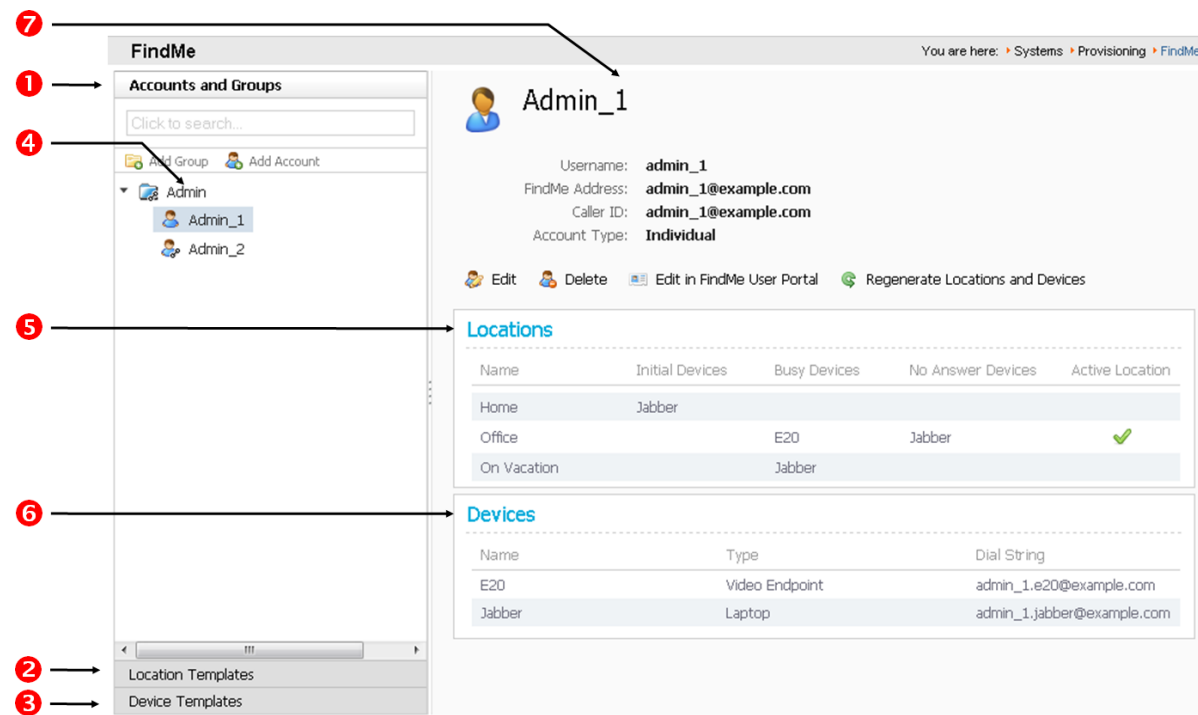 7
FindMe You are here: Systems Provisioning FindMe
1 Accounts and Groups
Admin_1
Click to search...
4
Add Group Add Account
Username: admin_1
Admin
FindMe Address: admin_1@example.com
Admin_1
Caller ID: admin_1@example.com
Account Type: Individual
Admin_2
Edit Delete Edit in FindMe User Portal Regenerate Locations and Devices
5 Locations
Name Initial Devices Busy Devices No Answer Devices Active Location
Home Jabber
Office E20 Jabber
On Vacation Jabber
6 Devices
Name Type Dial String
E20 Video Endpoint admin_1.e20@example.com
Jabber Laptop admin_1.jabber@example.com
2 Location Templates
3 Device Templates